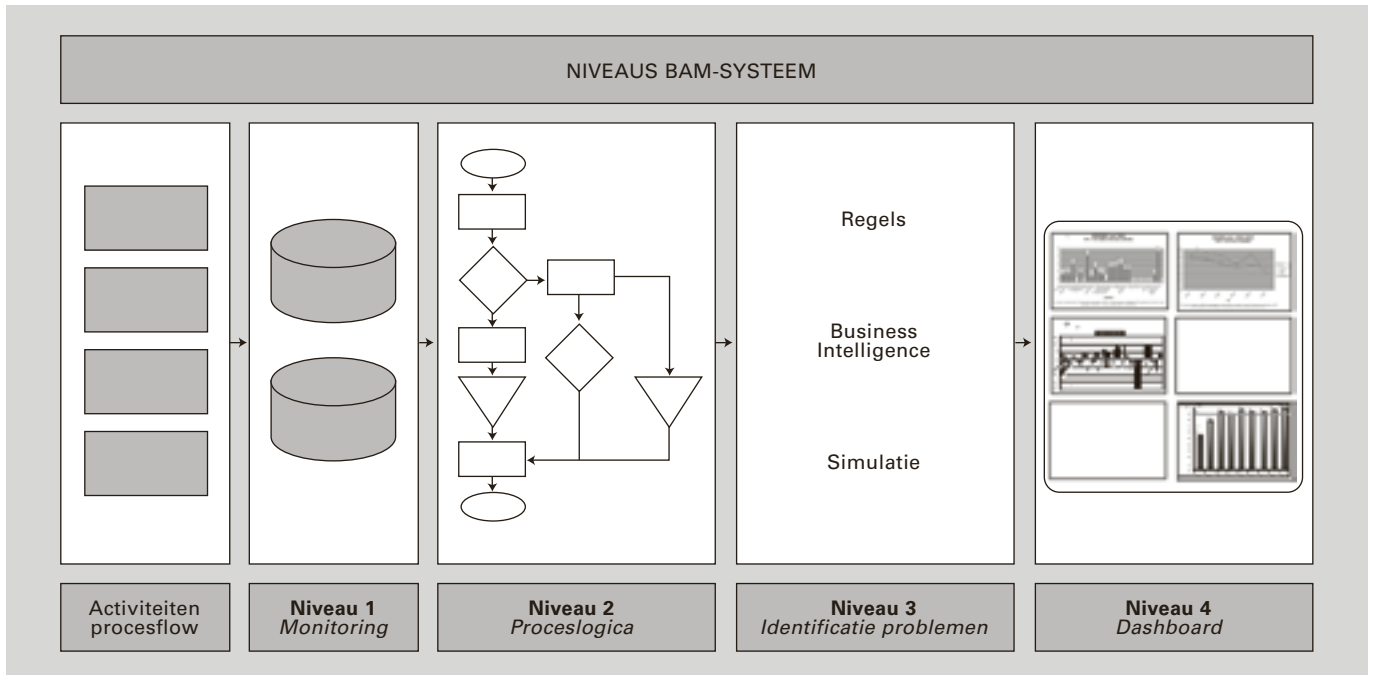 NIVEAUS BAM-SYSTEEM
Regels
Business
Intelligence
Simulatie
Activiteiten
procesflow
Niveau 1
Monitoring
Niveau 2
Proceslogica
Niveau 3
Identificatie problemen
Niveau 4
Dashboard